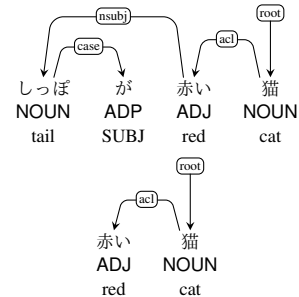 root
nsubj
case
acl
しっぽ が 赤い 猫
NOUN ADP ADJ NOUN
tail SUBJ red cat
root
acl
赤い 猫
ADJ NOUN
red cat